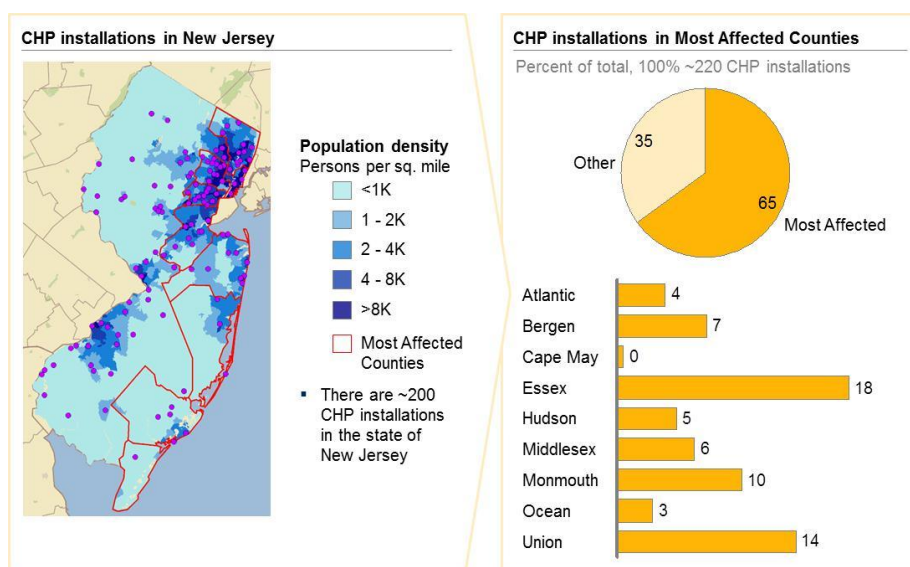 CHP installations in New Jersey
Population density
Persons per sq. mile
<1K
1 - 2K
2 - 4K
4 - 8K
>8K
Most Affected
Counties
▪ There are ~200
CHP installations
in the state of
New Jersey
CHP installations in Most Affected Counties
Percent of total, 100% ~220 CHP installations
35
Other
65
Most Affected
Atlantic 4
Bergen 7
Cape May 0
Essex 18
Hudson 5
Middlesex 6
Monmouth 10
Ocean 3
Union 14